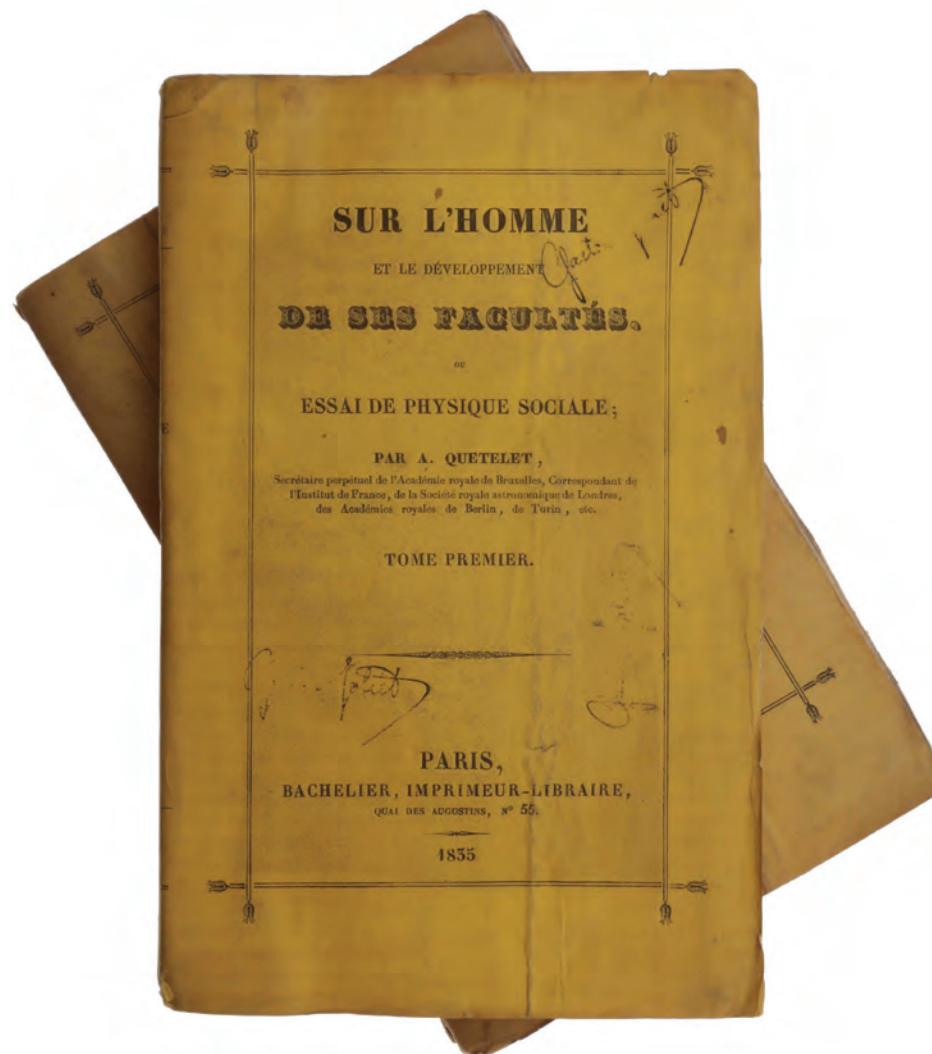 SUR L'HOMME
ET LE DÉVELOPPEMENT
DE SES FACULTÉS.
OU
ESSAI DE PHYSIQUE SOCIALE;
PAR A. QUETELET,
Secrétaire perpétuel de l'Académie royale de Bruxelles, Correspondant de
l'Institut de France, de la Société royale astronomique de Londres,
des Académies royales de Berlin, de Turin, etc.
TOME PREMIER.
PARIS,
BACHELIER, IMPRIMEUR-LIBRAIRE,
QUAI DES AUGUSTINS, Nº 55.
1835